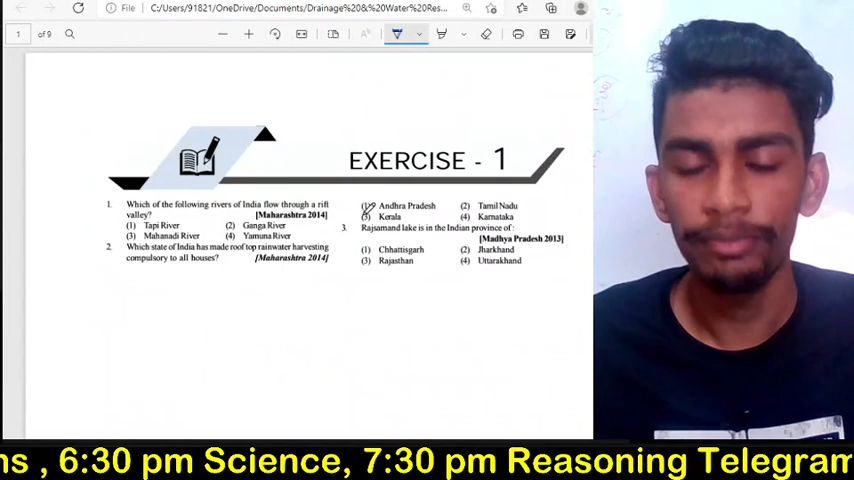 File
C:/Users/91821/OneDrive/Documents/Drainage%20&%20Water%20Res...
1 of 9
EXERCISE - 1
1. Which of the following rivers of India flow through a rift
valley? [Maharashtra 2014]
(1) Tapi River (2) Ganga River
(3) Mahanadi River (4) Yamuna River
2. Which state of India has made roof top rainwater harvesting
compulsory to all houses? [Maharashtra 2014]
(1) Andhra Pradesh (2) Tamil Nadu
(3) Kerala (4) Karnataka
3. Rajsamand lake is in the Indian province of :
[Madhya Pradesh 2013]
(1) Chhattisgarh (2) Jharkhand
(3) Rajasthan (4) Uttarakhand
ns , 6:30 pm Science, 7:30 pm Reasoning Telegram